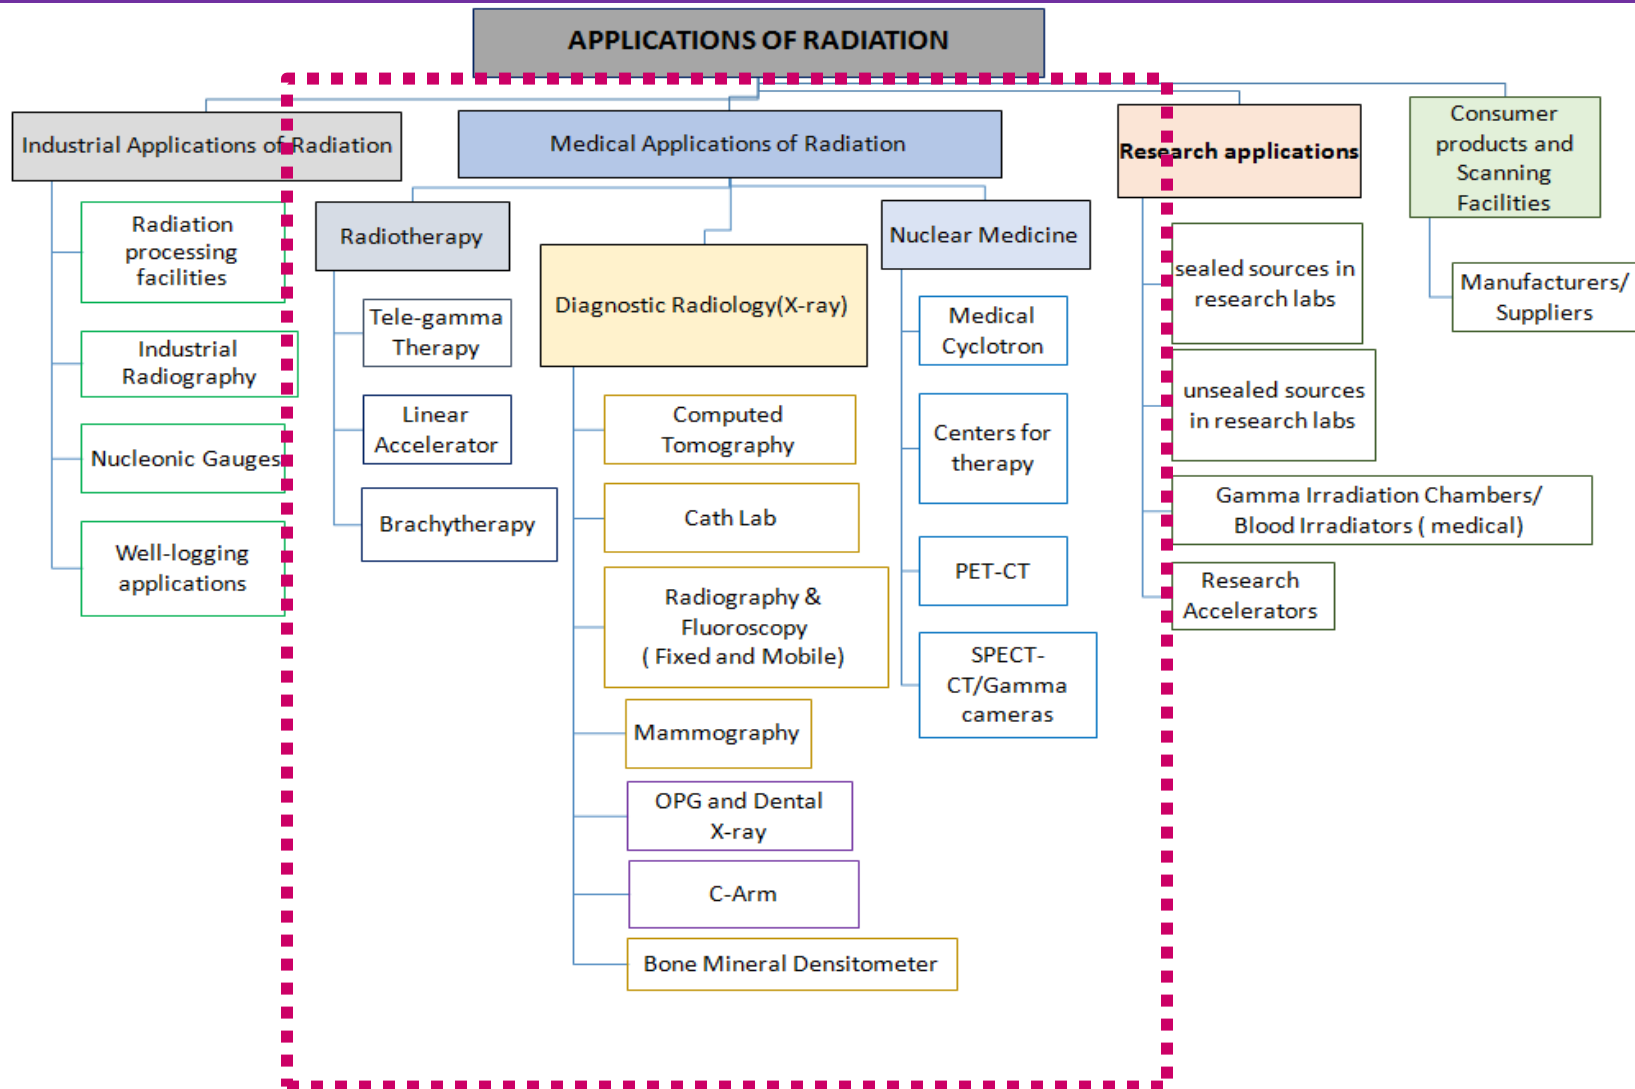 APPLICATIONS OF RADIATION
Industrial Applications of Radiation
Radiation
processing
facilities
Industrial
Radiography
Nucleonic Gauges
Well-logging
applications
Medical Applications of Radiation
Radiotherapy
Tele-gamma
Therapy
Linear
Accelerator
Brachytherapy
Diagnostic Radiology(X-ray)
Computed
Tomography
Cath Lab
Radiography &
Fluoroscopy
( Fixed and Mobile)
Mammography
OPG and Dental
X-ray
C-Arm
Bone Mineral Densitometer
Nuclear Medicine
Medical
Cyclotron
Centers for
therapy
PET-CT
SPECT-
CT/Gamma
cameras
Research applications
sealed sources in
research labs
unsealed sources
in research labs
Gamma Irradiation Chambers/
Blood Irradiators ( medical)
Research
Accelerators
Consumer
products and
Scanning
Facilities
Manufacturers/
Suppliers